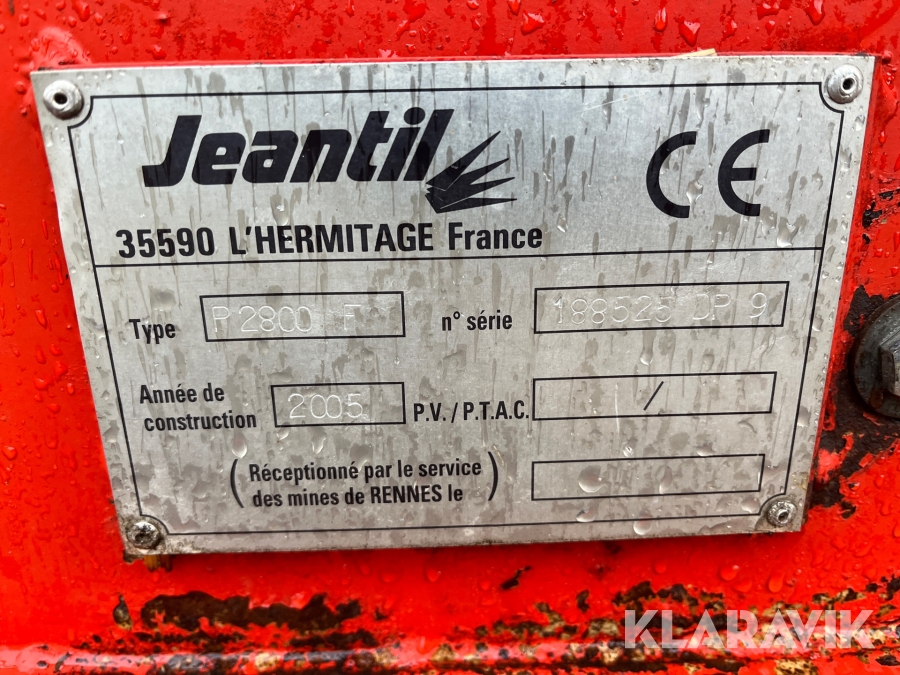 KLARAVIK
Jeantil
CE
35590 L'HERMITAGE France
Type P2800 F n° série 188525 DP 9
Année de construction 2005 P.V. / P.T.A.C. /
(Réceptionné par le service
des mines de RENNES le)
KLARAVIK